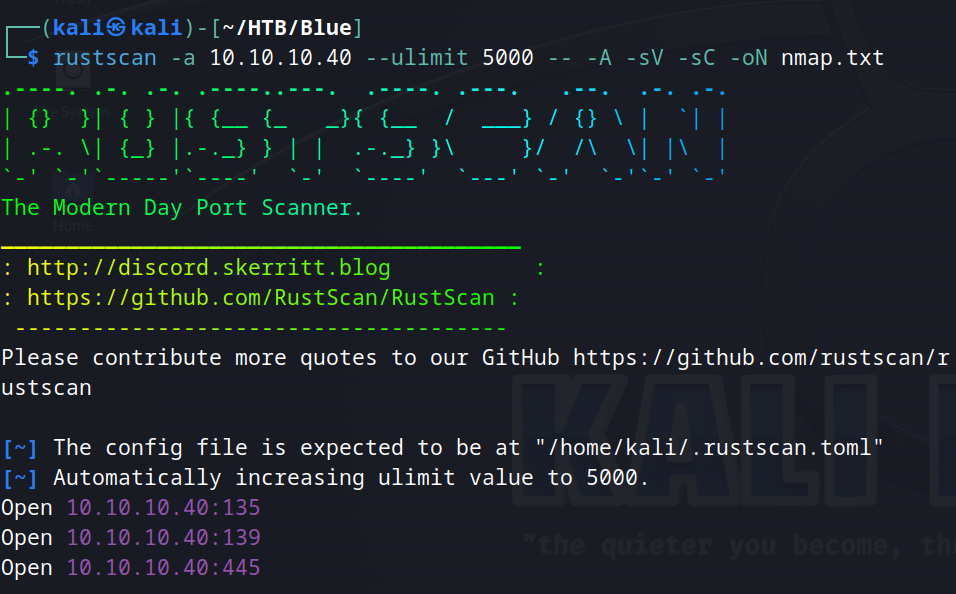 (kali㉿kali)-[~/HTB/Blue]
$ rustscan -a 10.10.10.40 --ulimit 5000 -- -A -sV -sC -oN nmap.txt
.----. .-. .-. .----..---.  .----. .---.   .--.  .-. .-.
| {}  }| { } |{ {__ {_   _}{ {__  /  ___} / {} \ |  `| |
| .-. \| {_} |.-._} } | |  .-._} }\     }/  /\  \| |\  |
`-' `-'`-----'`----'  `-'  `----'  `---' `-'  `-'`-' `-'
The Modern Day Port Scanner.
________________________________________
: http://discord.skerritt.blog           :
: https://github.com/RustScan/RustScan :
 --------------------------------------
Please contribute more quotes to our GitHub https://github.com/rustscan/r
ustscan
[~] The config file is expected to be at "/home/kali/.rustscan.toml"
[~] Automatically increasing ulimit value to 5000.
Open 10.10.10.40:135
Open 10.10.10.40:139
Open 10.10.10.40:445
Home
KALI
"the quieter you become, th